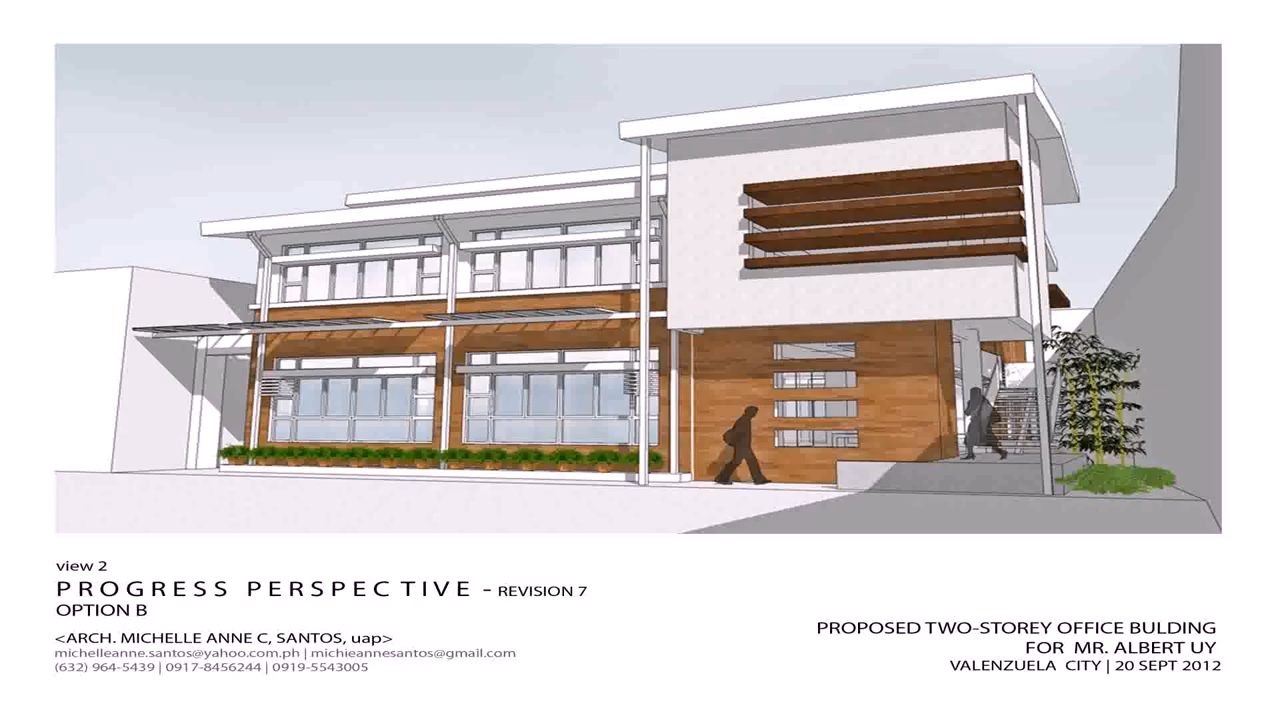 view 2
PROGRESS PERSPECTIVE - REVISION 7
OPTION B
<ARCH. MICHELLE ANNE C, SANTOS, uap>
michelleanne.santos@yahoo.com.ph | michieannesantos@gmail.com
(632) 964-5439 | 0917-8456244 | 0919-5543005
PROPOSED TWO-STOREY OFFICE BULDING
FOR MR. ALBERT UY
VALENZUELA CITY | 20 SEPT 2012